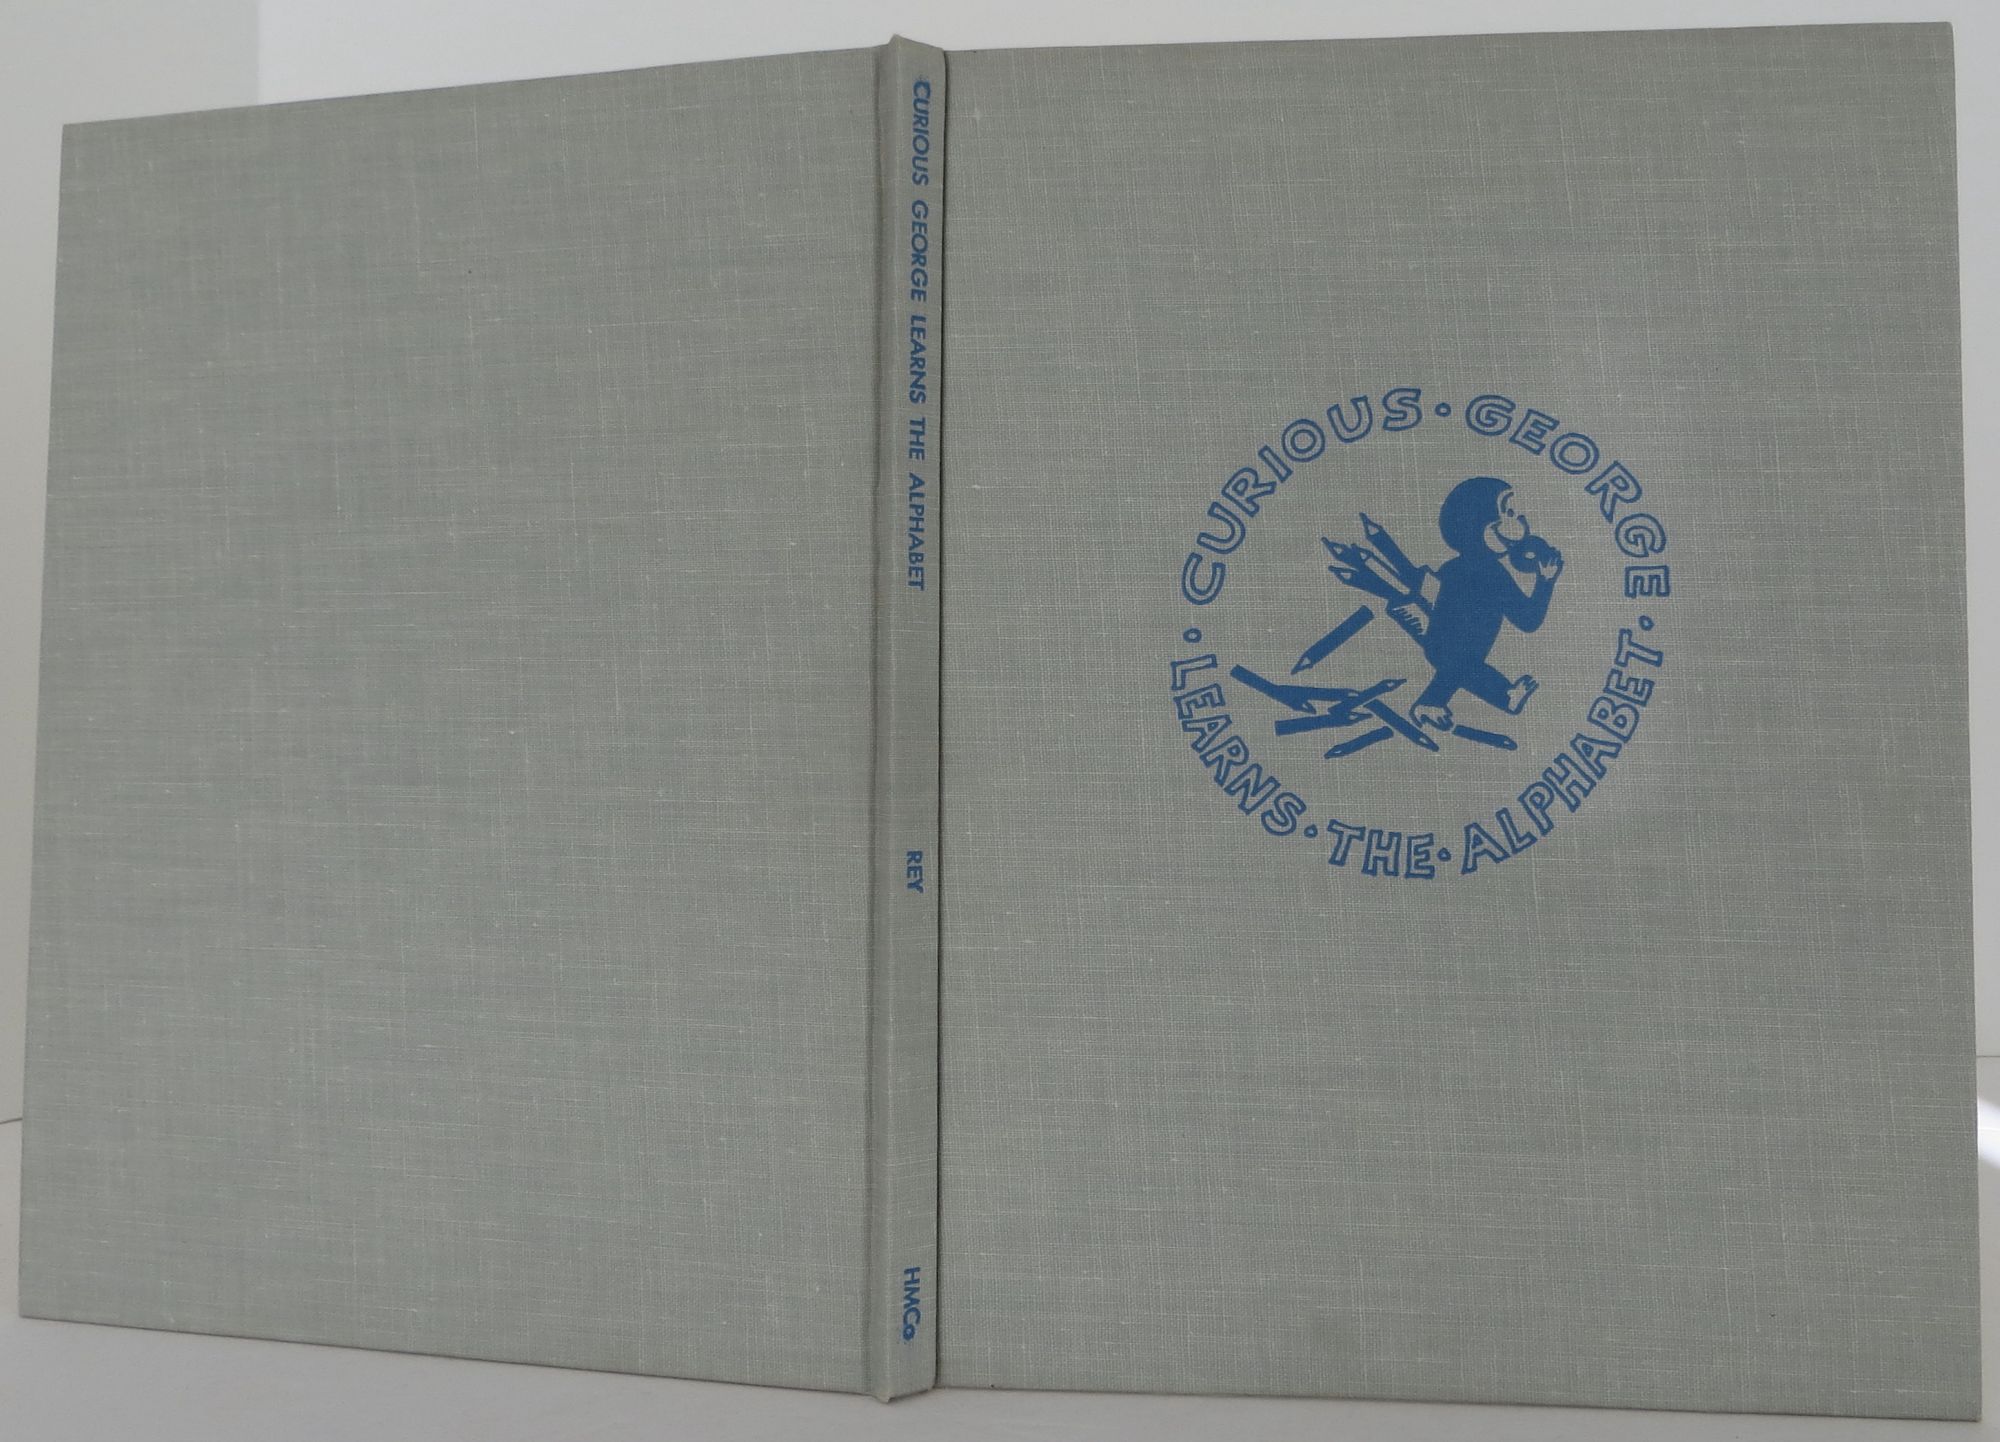 CURIOUS GEORGE LEARNS THE ALPHABET
REY
HMCo
CURIOUS · GEORGE ·
· LEARNS · THE · ALPHABET